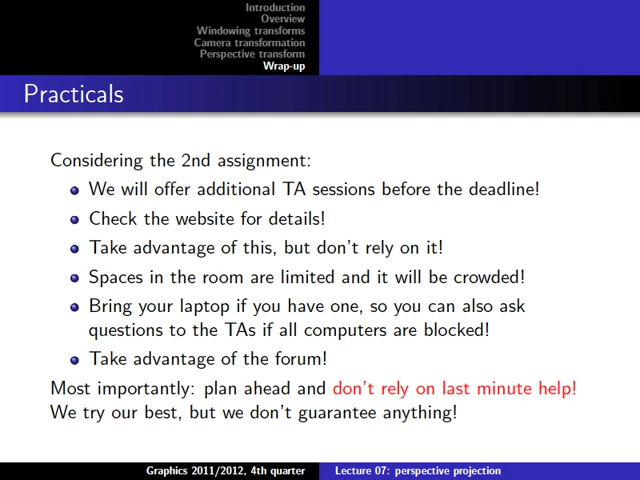 Introduction
Overview
Windowing transforms
Camera transformation
Perspective transform
Wrap-up
Practicals
Considering the 2nd assignment:
We will offer additional TA sessions before the deadline!
Check the website for details!
Take advantage of this, but don't rely on it!
Spaces in the room are limited and it will be crowded!
Bring your laptop if you have one, so you can also ask
questions to the TAs if all computers are blocked!
Take advantage of the forum!
Most importantly: plan ahead and don't rely on last minute help!
We try our best, but we don't guarantee anything!
Graphics 2011/2012, 4th quarter
Lecture 07: perspective projection